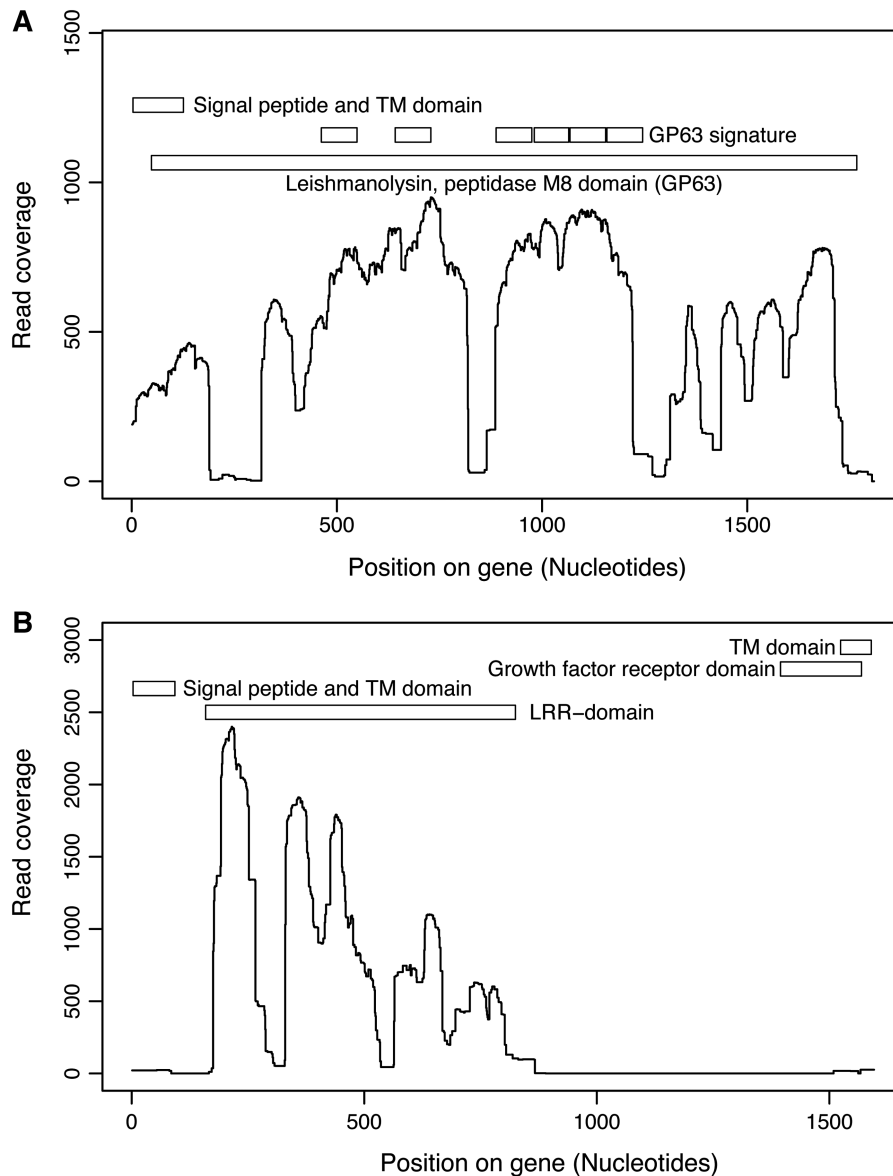 A
1500
Signal peptide and TM domain
GP63 signature
1000
Leishmanolysin, peptidase M8 domain (GP63)
Read coverage
500
0
0 500 1000 1500
Position on gene (Nucleotides)
B
3000
TM domain
Growth factor receptor domain
Signal peptide and TM domain
2500
LRR−domain
2000
Read coverage
1500
1000
500
0
0 500 1000 1500
Position on gene (Nucleotides)